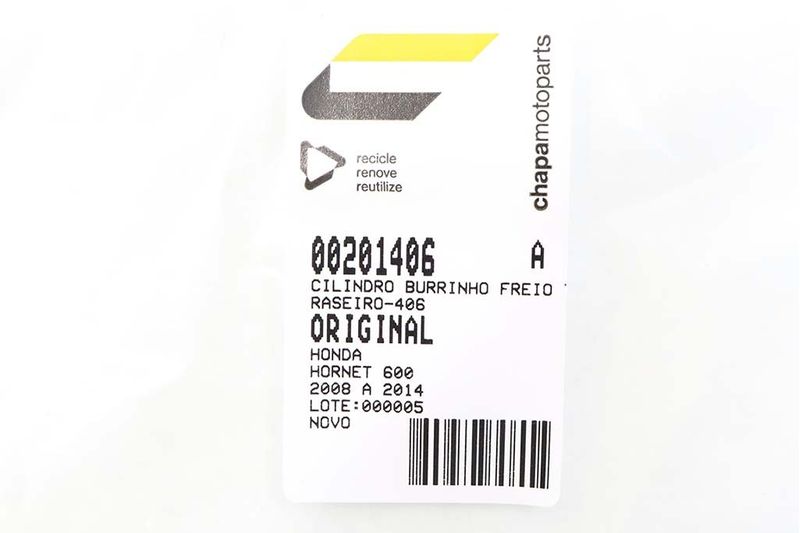 chapamotoparts
recicle
renove
reutilize
00201406 A
CILINDRO BURRINHO FREIO
RASEIRO-406
ORIGINAL
HONDA
HORNET 600
2008 A 2014
LOTE:000005
NOVO